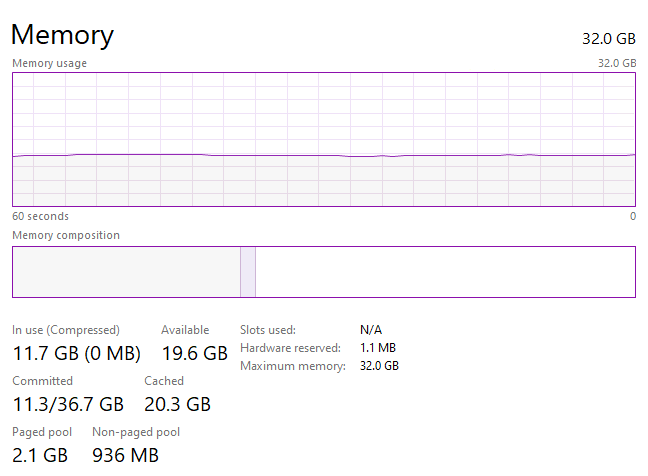 Memory 32.0 GB
Memory usage 32.0 GB
60 seconds 0
Memory composition
In use (Compressed) Available Slots used: N/A
11.7 GB (0 MB) 19.6 GB Hardware reserved: 1.1 MB
Maximum memory: 32.0 GB
Committed Cached
11.3/36.7 GB 20.3 GB
Paged pool Non-paged pool
2.1 GB 936 MB